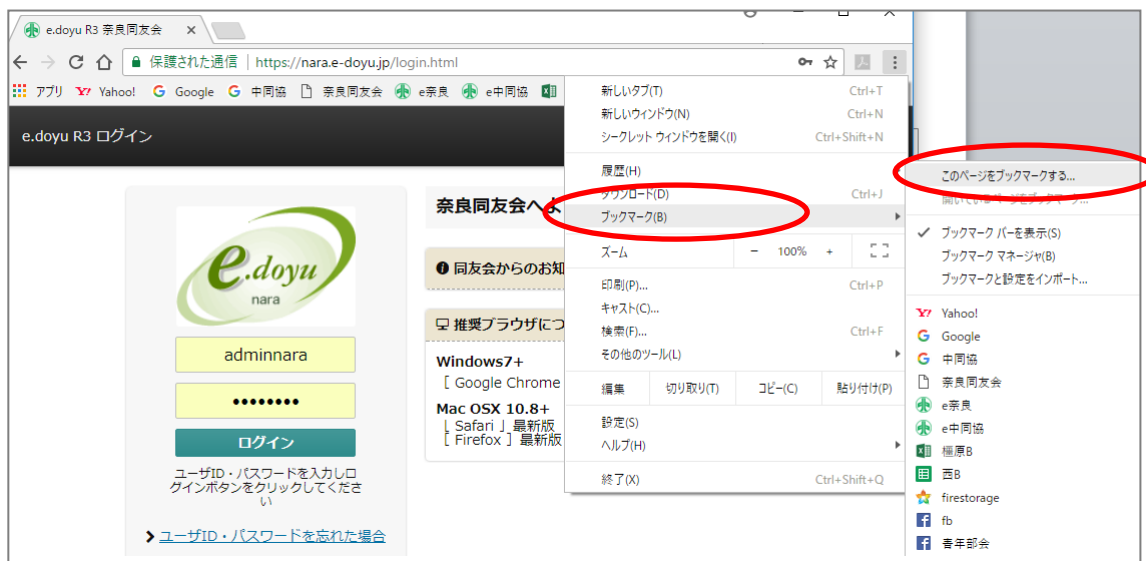 e.doyu R3 奈良同友会
保護された通信 | https://nara.e-doyu.jp/login.html
アプリ Yahoo! Google 中同協 奈良同友会 e奈良 e中同協
e.doyu R3 ログイン
e.doyu
nara
adminnara
••••••••
ログイン
ユーザID・パスワードを入力しロ
グインボタンをクリックしてくださ
い
ユーザID・パスワードを忘れた場合
奈良同友会へよ
同友会からのお知
推奨ブラウザにつ
Windows7+
[ Google Chrome
Mac OSX 10.8+
[ Safari 」最新版
[ Firefox ] 最新版
新しいタブ(T) Ctrl+T
新しいウィンドウ(N) Ctrl+N
シークレット ウィンドウを開く(I) Ctrl+Shift+N
履歴(H)
ダウンロード(D) Ctrl+J
ブックマーク(B)
ズーム - 100% +
印刷(P)... Ctrl+P
キャスト(C)...
検索(F)... Ctrl+F
その他のツール(L)
編集 切り取り(T) コピー(C) 貼り付け(P)
設定(S)
ヘルプ(H)
終了(X) Ctrl+Shift+Q
このページをブックマークする...
開いているページをブックマーク...
ブックマーク バーを表示(S)
ブックマーク マネージャ(B)
ブックマークと設定をインポート...
Yahoo!
Google
中同協
奈良同友会
e奈良
e中同協
橿原B
西B
firestorage
fb
青年部会